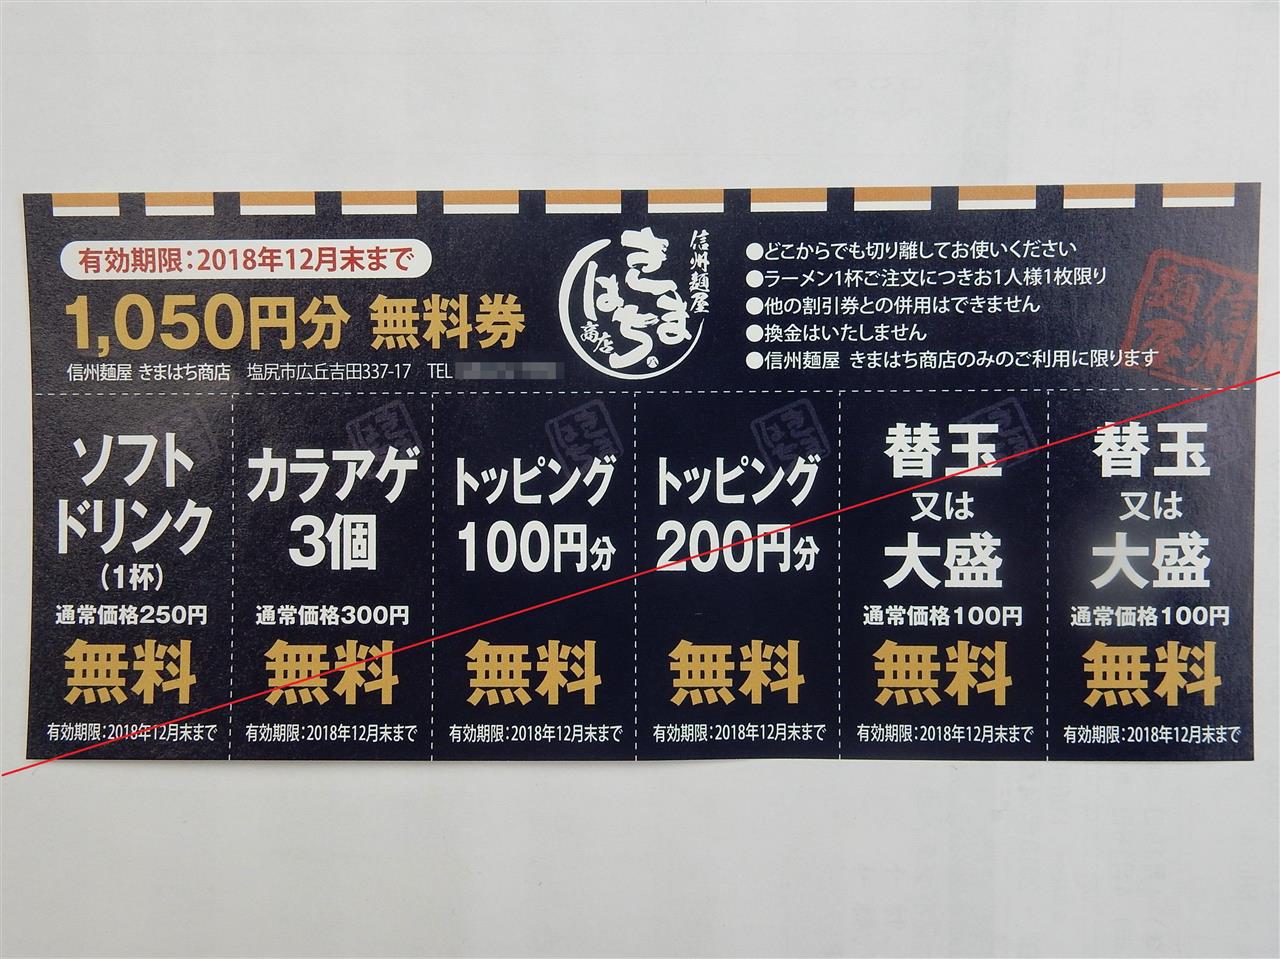 有効期限:2018年12月末まで
1,050円分 無料券
信州麺屋 きまはち商店 塩尻市広丘吉田337-17 TEL
信州麺屋
きまはち
商店
●どこからでも切り離してお使いください
●ラーメン1杯ご注文につきお1人様1枚限り
●他の割引券との併用はできません
●換金はいたしません
●信州麺屋 きまはち商店のみのご利用に限ります
信州
麺屋
ソフト
ドリンク
(1杯)
通常価格250円
無料
有効期限:2018年12月末まで
カラアゲ
3個
通常価格300円
無料
有効期限:2018年12月末まで
トッピング
100円分
無料
有効期限:2018年12月末まで
トッピング
200円分
無料
有効期限:2018年12月末まで
替玉
又は
大盛
通常価格100円
無料
有効期限:2018年12月末まで
替玉
又は
大盛
通常価格100円
無料
有効期限:2018年12月末まで